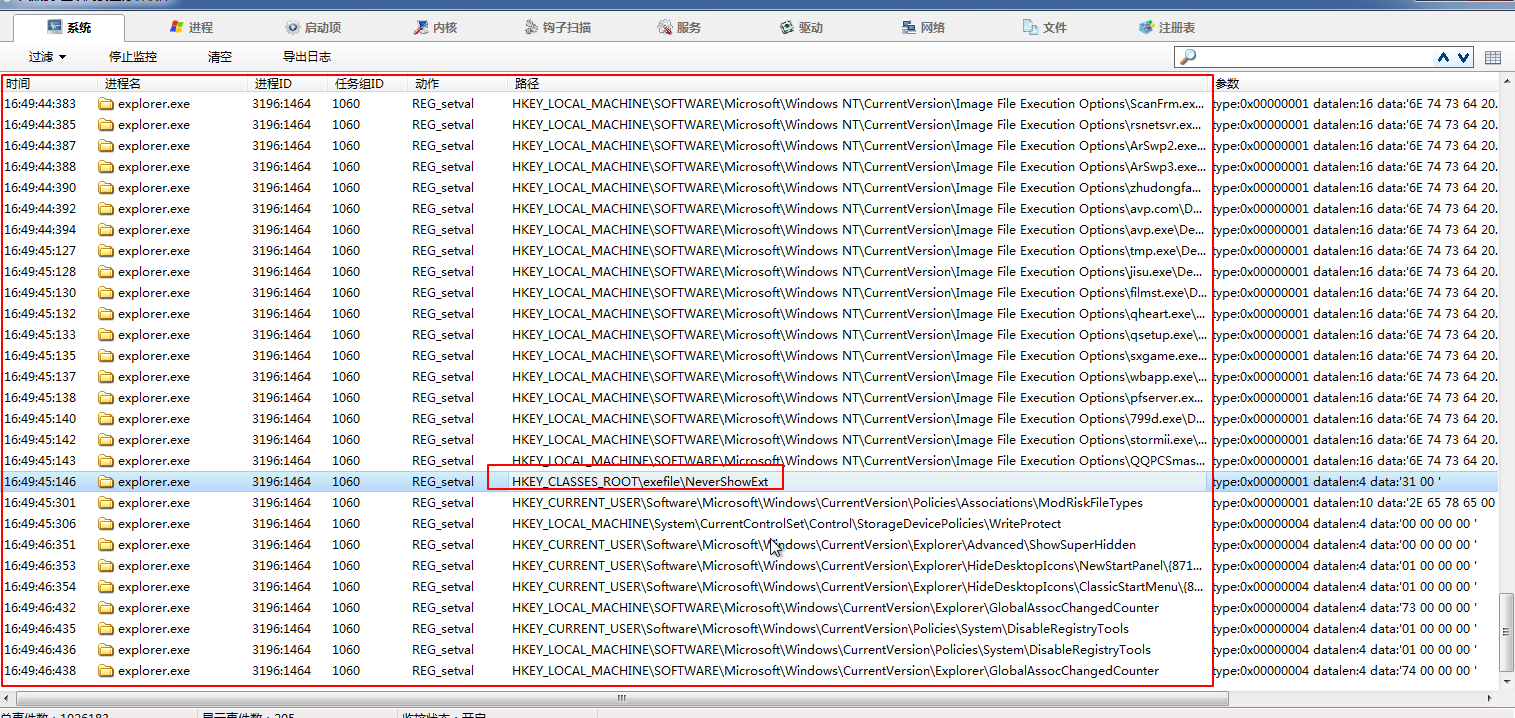 系统 进程 启动项 内核 钩子扫描 服务 驱动 网络 文件 注册表
过滤 停止监控 清空 导出日志
时间 进程名 进程ID 任务组ID 动作 路径 参数
16:49:44:383 explorer.exe 3196:1464 1060 REG_setval HKEY_LOCAL_MACHINE\SOFTWARE\Microsoft\Windows NT\CurrentVersion\Image File Execution Options\ScanFrm.ex... type:0x00000001 datalen:16 data:'6E 74 73 64 20.
16:49:44:385 explorer.exe 3196:1464 1060 REG_setval HKEY_LOCAL_MACHINE\SOFTWARE\Microsoft\Windows NT\CurrentVersion\Image File Execution Options\rsnetsvr.ex... type:0x00000001 datalen:16 data:'6E 74 73 64 20.
16:49:44:387 explorer.exe 3196:1464 1060 REG_setval HKEY_LOCAL_MACHINE\SOFTWARE\Microsoft\Windows NT\CurrentVersion\Image File Execution Options\ArSwp2.exe... type:0x00000001 datalen:16 data:'6E 74 73 64 20.
16:49:44:388 explorer.exe 3196:1464 1060 REG_setval HKEY_LOCAL_MACHINE\SOFTWARE\Microsoft\Windows NT\CurrentVersion\Image File Execution Options\ArSwp3.exe... type:0x00000001 datalen:16 data:'6E 74 73 64 20.
16:49:44:390 explorer.exe 3196:1464 1060 REG_setval HKEY_LOCAL_MACHINE\SOFTWARE\Microsoft\Windows NT\CurrentVersion\Image File Execution Options\zhudongfa... type:0x00000001 datalen:16 data:'6E 74 73 64 20.
16:49:44:392 explorer.exe 3196:1464 1060 REG_setval HKEY_LOCAL_MACHINE\SOFTWARE\Microsoft\Windows NT\CurrentVersion\Image File Execution Options\avp.com\D... type:0x00000001 datalen:16 data:'6E 74 73 64 20.
16:49:44:394 explorer.exe 3196:1464 1060 REG_setval HKEY_LOCAL_MACHINE\SOFTWARE\Microsoft\Windows NT\CurrentVersion\Image File Execution Options\avp.exe\De... type:0x00000001 datalen:16 data:'6E 74 73 64 20.
16:49:45:127 explorer.exe 3196:1464 1060 REG_setval HKEY_LOCAL_MACHINE\SOFTWARE\Microsoft\Windows NT\CurrentVersion\Image File Execution Options\tmp.exe\De... type:0x00000001 datalen:16 data:'6E 74 73 64 20.
16:49:45:128 explorer.exe 3196:1464 1060 REG_setval HKEY_LOCAL_MACHINE\SOFTWARE\Microsoft\Windows NT\CurrentVersion\Image File Execution Options\jisu.exe\De... type:0x00000001 datalen:16 data:'6E 74 73 64 20.
16:49:45:130 explorer.exe 3196:1464 1060 REG_setval HKEY_LOCAL_MACHINE\SOFTWARE\Microsoft\Windows NT\CurrentVersion\Image File Execution Options\filmst.exe\D... type:0x00000001 datalen:16 data:'6E 74 73 64 20.
16:49:45:132 explorer.exe 3196:1464 1060 REG_setval HKEY_LOCAL_MACHINE\SOFTWARE\Microsoft\Windows NT\CurrentVersion\Image File Execution Options\qheart.exe\... type:0x00000001 datalen:16 data:'6E 74 73 64 20.
16:49:45:133 explorer.exe 3196:1464 1060 REG_setval HKEY_LOCAL_MACHINE\SOFTWARE\Microsoft\Windows NT\CurrentVersion\Image File Execution Options\qsetup.exe\... type:0x00000001 datalen:16 data:'6E 74 73 64 20.
16:49:45:135 explorer.exe 3196:1464 1060 REG_setval HKEY_LOCAL_MACHINE\SOFTWARE\Microsoft\Windows NT\CurrentVersion\Image File Execution Options\sxgame.exe... type:0x00000001 datalen:16 data:'6E 74 73 64 20.
16:49:45:137 explorer.exe 3196:1464 1060 REG_setval HKEY_LOCAL_MACHINE\SOFTWARE\Microsoft\Windows NT\CurrentVersion\Image File Execution Options\wbapp.exe\... type:0x00000001 datalen:16 data:'6E 74 73 64 20.
16:49:45:138 explorer.exe 3196:1464 1060 REG_setval HKEY_LOCAL_MACHINE\SOFTWARE\Microsoft\Windows NT\CurrentVersion\Image File Execution Options\pfserver.ex... type:0x00000001 datalen:16 data:'6E 74 73 64 20.
16:49:45:140 explorer.exe 3196:1464 1060 REG_setval HKEY_LOCAL_MACHINE\SOFTWARE\Microsoft\Windows NT\CurrentVersion\Image File Execution Options\799d.exe\D... type:0x00000001 datalen:16 data:'6E 74 73 64 20.
16:49:45:142 explorer.exe 3196:1464 1060 REG_setval HKEY_LOCAL_MACHINE\SOFTWARE\Microsoft\Windows NT\CurrentVersion\Image File Execution Options\stormii.exe\... type:0x00000001 datalen:16 data:'6E 74 73 64 20.
16:49:45:143 explorer.exe 3196:1464 1060 REG_setval HKEY_LOCAL_MACHINE\SOFTWARE\Microsoft\Windows NT\CurrentVersion\Image File Execution Options\QQPCSmas... type:0x00000001 datalen:16 data:'6E 74 73 64 20.
16:49:45:146 explorer.exe 3196:1464 1060 REG_setval HKEY_CLASSES_ROOT\exefile\NeverShowExt type:0x00000001 datalen:4 data:'31 00 '
16:49:45:301 explorer.exe 3196:1464 1060 REG_setval HKEY_CURRENT_USER\Software\Microsoft\Windows\CurrentVersion\Policies\Associations\ModRiskFileTypes type:0x00000001 datalen:10 data:'2E 65 78 65 00
16:49:45:306 explorer.exe 3196:1464 1060 REG_setval HKEY_LOCAL_MACHINE\System\CurrentControlSet\Control\StorageDevicePolicies\WriteProtect type:0x00000004 datalen:4 data:'00 00 00 00 '
16:49:46:351 explorer.exe 3196:1464 1060 REG_setval HKEY_CURRENT_USER\Software\Microsoft\Windows\CurrentVersion\Explorer\Advanced\ShowSuperHidden type:0x00000004 datalen:4 data:'00 00 00 00 '
16:49:46:353 explorer.exe 3196:1464 1060 REG_setval HKEY_CURRENT_USER\Software\Microsoft\Windows\CurrentVersion\Explorer\HideDesktopIcons\NewStartPanel\{871... type:0x00000004 datalen:4 data:'01 00 00 00 '
16:49:46:354 explorer.exe 3196:1464 1060 REG_setval HKEY_CURRENT_USER\Software\Microsoft\Windows\CurrentVersion\Explorer\HideDesktopIcons\ClassicStartMenu\{8... type:0x00000004 datalen:4 data:'01 00 00 00 '
16:49:46:432 explorer.exe 3196:1464 1060 REG_setval HKEY_LOCAL_MACHINE\SOFTWARE\Microsoft\Windows\CurrentVersion\Explorer\GlobalAssocChangedCounter type:0x00000004 datalen:4 data:'73 00 00 00 '
16:49:46:435 explorer.exe 3196:1464 1060 REG_setval HKEY_CURRENT_USER\Software\Microsoft\Windows\CurrentVersion\Policies\System\DisableRegistryTools type:0x00000004 datalen:4 data:'01 00 00 00 '
16:49:46:436 explorer.exe 3196:1464 1060 REG_setval HKEY_LOCAL_MACHINE\SOFTWARE\Microsoft\Windows\CurrentVersion\Policies\System\DisableRegistryTools type:0x00000004 datalen:4 data:'01 00 00 00 '
16:49:46:438 explorer.exe 3196:1464 1060 REG_setval HKEY_LOCAL_MACHINE\SOFTWARE\Microsoft\Windows\CurrentVersion\Explorer\GlobalAssocChangedCounter type:0x00000004 datalen:4 data:'74 00 00 00 '